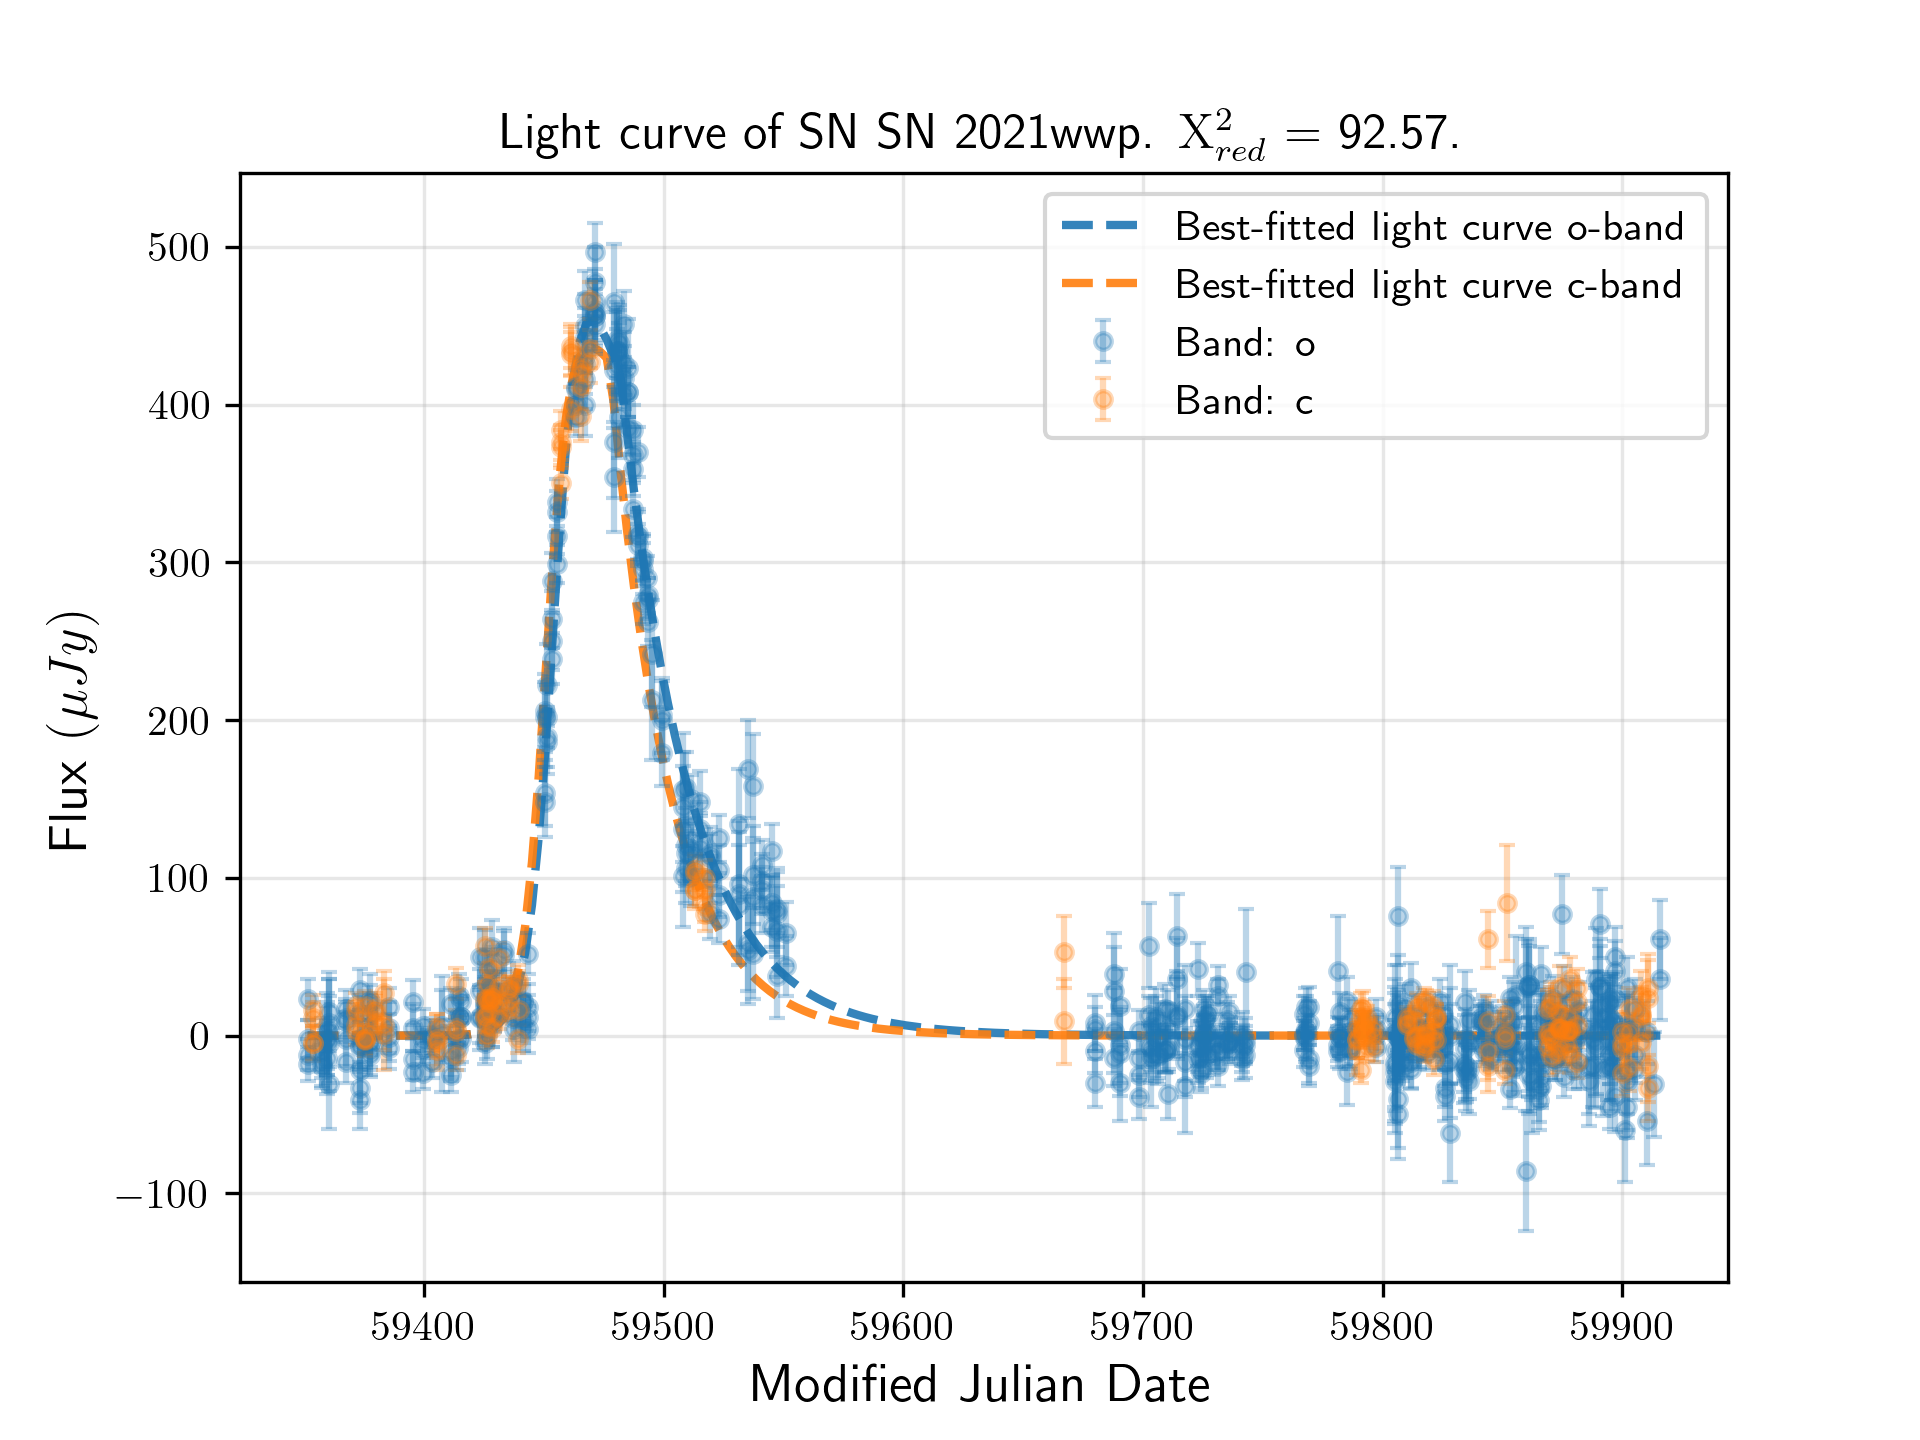 Light curve of SN SN 2021wwp. X²_red = 92.57.
Best-fitted light curve o-band
Best-fitted light curve c-band
Band: o
Band: c
Flux (μJy)
500
400
300
200
100
0
−100
59400 59500 59600 59700 59800 59900
Modified Julian Date